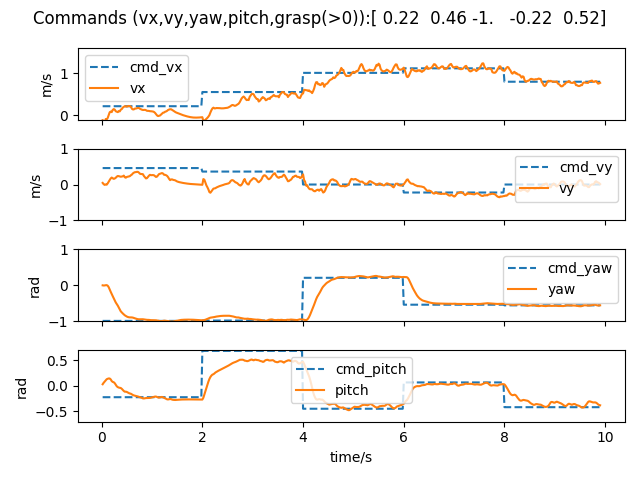 Commands (vx,vy,yaw,pitch,grasp(>0)):[ 0.22  0.46 -1.   -0.22  0.52]
m/s
1
0
cmd_vx
vx
m/s
1
0
−1
cmd_vy
vy
rad
1
0
−1
cmd_yaw
yaw
rad
0.5
0.0
−0.5
cmd_pitch
pitch
0 2 4 6 8 10
time/s